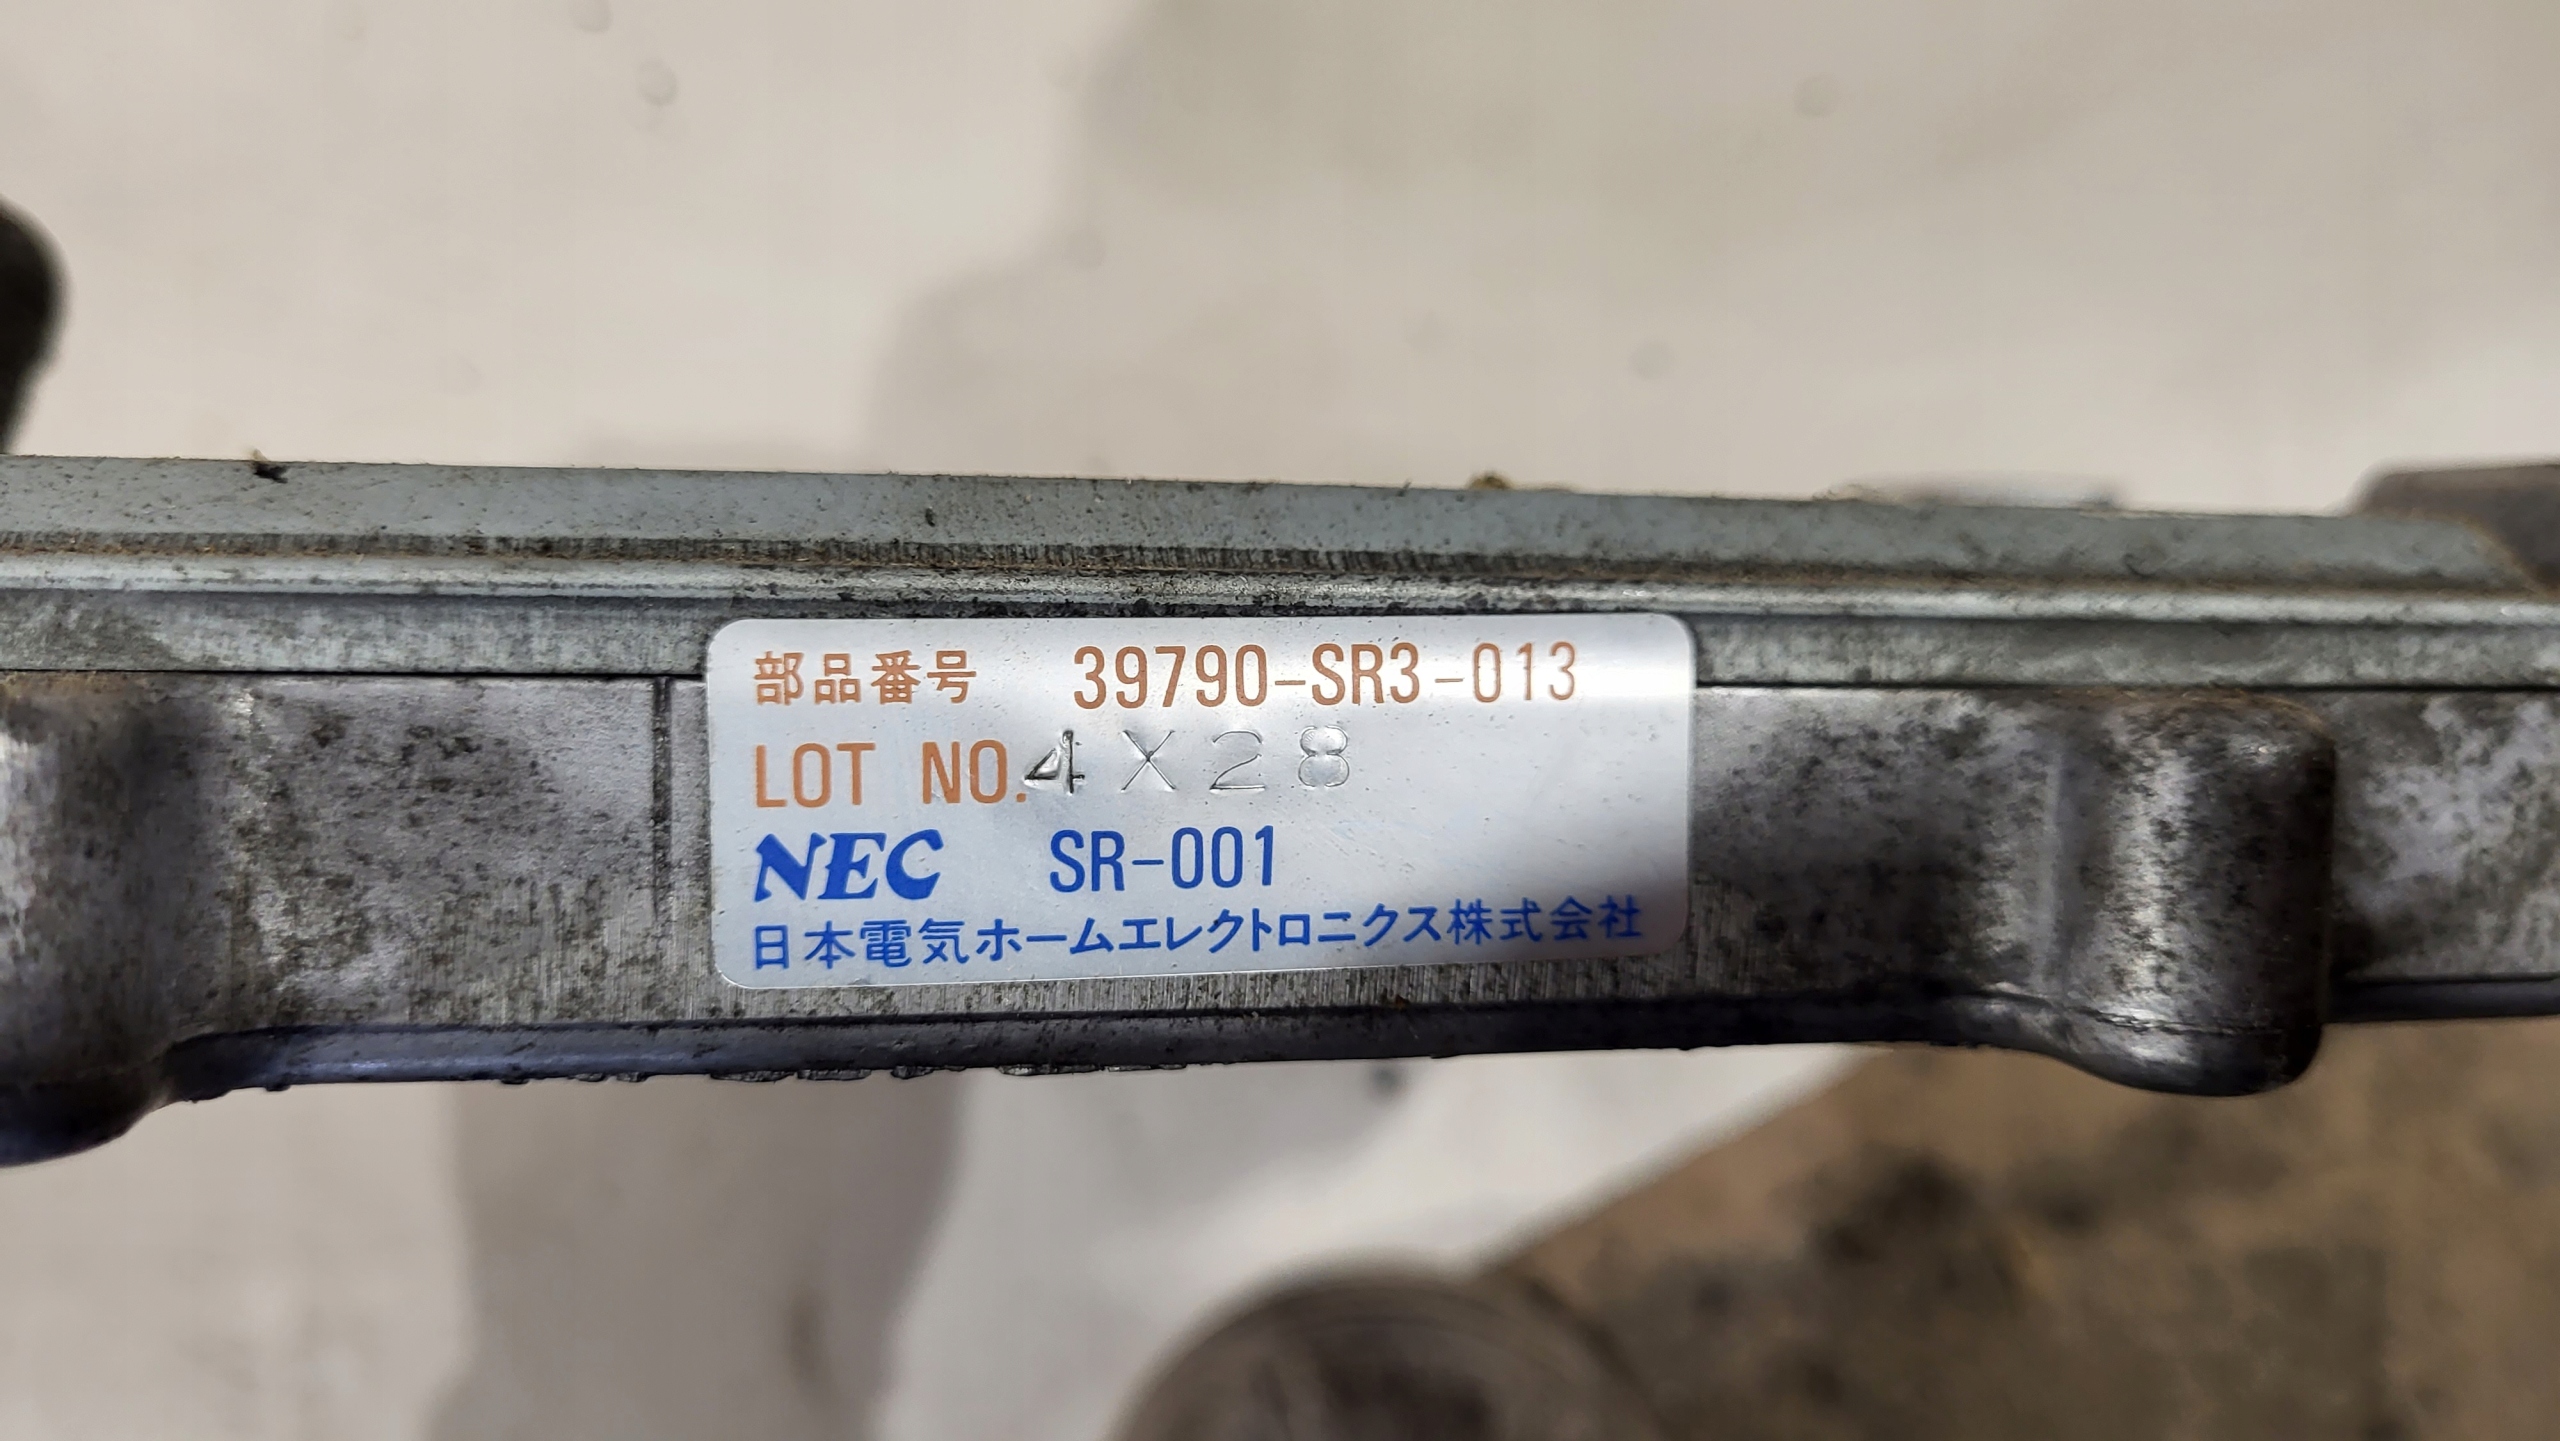 部品番号 39790-SR3-013
LOT NO. 4X28
NEC SR-001
日本電気ホームエレクトロニクス株式会社